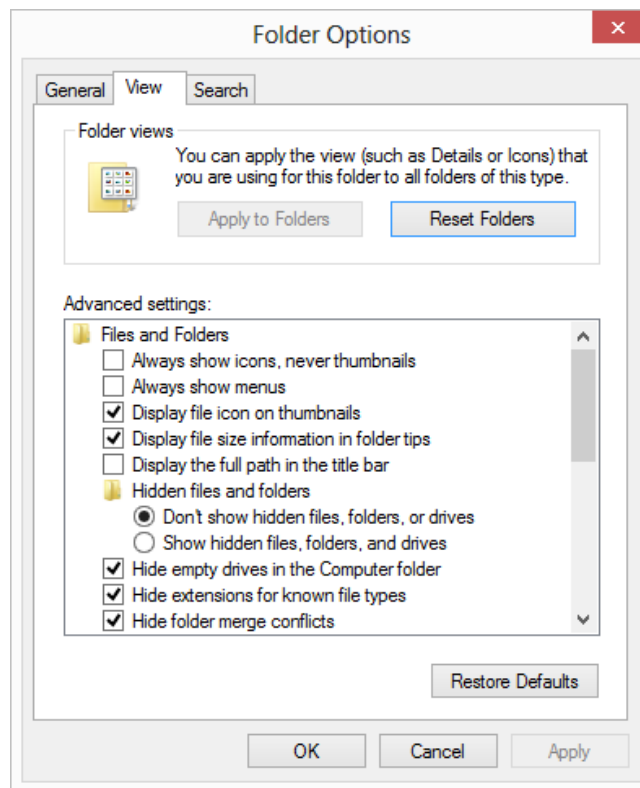 Folder Options
General View Search
Folder views
You can apply the view (such as Details or Icons) that
you are using for this folder to all folders of this type.
Apply to Folders Reset Folders
Advanced settings:
Files and Folders
Always show icons, never thumbnails
Always show menus
Display file icon on thumbnails
Display file size information in folder tips
Display the full path in the title bar
Hidden files and folders
Don't show hidden files, folders, or drives
Show hidden files, folders, and drives
Hide empty drives in the Computer folder
Hide extensions for known file types
Hide folder merge conflicts
Restore Defaults
OK Cancel Apply